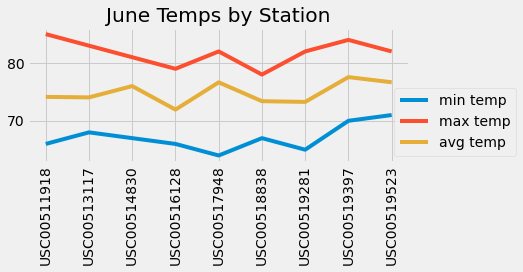 June Temps by Station
80
70
min temp
max temp
avg temp
USC00511918
USC00513117
USC00514830
USC00516128
USC00517948
USC00518838
USC00519281
USC00519397
USC00519523